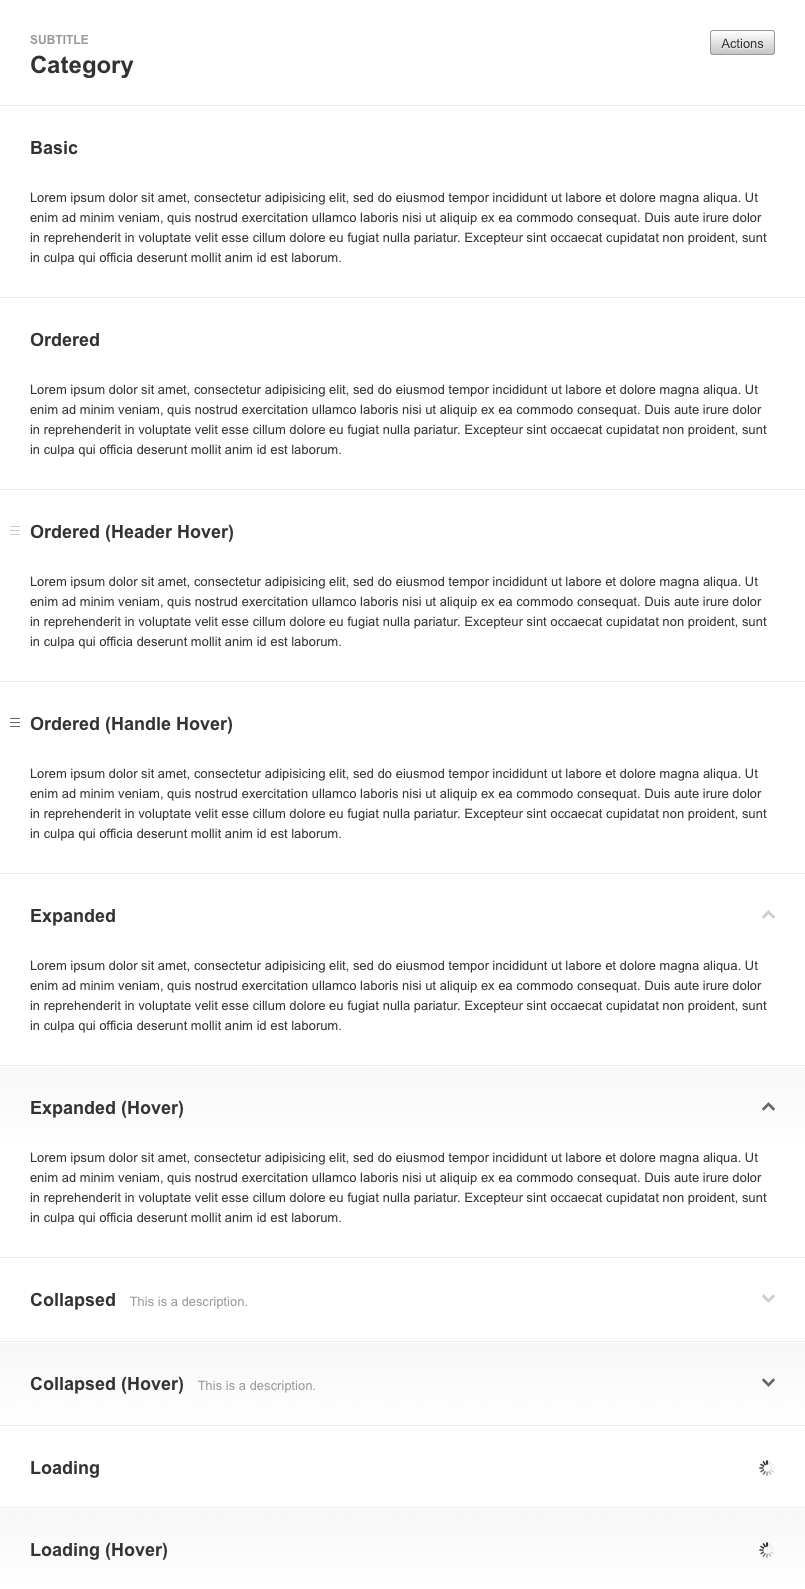 SUBTITLE
Category
Actions
Basic
Lorem ipsum dolor sit amet, consectetur adipisicing elit, sed do eiusmod tempor incididunt ut labore et dolore magna aliqua. Ut
enim ad minim veniam, quis nostrud exercitation ullamco laboris nisi ut aliquip ex ea commodo consequat. Duis aute irure dolor
in reprehenderit in voluptate velit esse cillum dolore eu fugiat nulla pariatur. Excepteur sint occaecat cupidatat non proident, sunt
in culpa qui officia deserunt mollit anim id est laborum.
Ordered
Lorem ipsum dolor sit amet, consectetur adipisicing elit, sed do eiusmod tempor incididunt ut labore et dolore magna aliqua. Ut
enim ad minim veniam, quis nostrud exercitation ullamco laboris nisi ut aliquip ex ea commodo consequat. Duis aute irure dolor
in reprehenderit in voluptate velit esse cillum dolore eu fugiat nulla pariatur. Excepteur sint occaecat cupidatat non proident, sunt
in culpa qui officia deserunt mollit anim id est laborum.
Ordered (Header Hover)
Lorem ipsum dolor sit amet, consectetur adipisicing elit, sed do eiusmod tempor incididunt ut labore et dolore magna aliqua. Ut
enim ad minim veniam, quis nostrud exercitation ullamco laboris nisi ut aliquip ex ea commodo consequat. Duis aute irure dolor
in reprehenderit in voluptate velit esse cillum dolore eu fugiat nulla pariatur. Excepteur sint occaecat cupidatat non proident, sunt
in culpa qui officia deserunt mollit anim id est laborum.
Ordered (Handle Hover)
Lorem ipsum dolor sit amet, consectetur adipisicing elit, sed do eiusmod tempor incididunt ut labore et dolore magna aliqua. Ut
enim ad minim veniam, quis nostrud exercitation ullamco laboris nisi ut aliquip ex ea commodo consequat. Duis aute irure dolor
in reprehenderit in voluptate velit esse cillum dolore eu fugiat nulla pariatur. Excepteur sint occaecat cupidatat non proident, sunt
in culpa qui officia deserunt mollit anim id est laborum.
Expanded
Lorem ipsum dolor sit amet, consectetur adipisicing elit, sed do eiusmod tempor incididunt ut labore et dolore magna aliqua. Ut
enim ad minim veniam, quis nostrud exercitation ullamco laboris nisi ut aliquip ex ea commodo consequat. Duis aute irure dolor
in reprehenderit in voluptate velit esse cillum dolore eu fugiat nulla pariatur. Excepteur sint occaecat cupidatat non proident, sunt
in culpa qui officia deserunt mollit anim id est laborum.
Expanded (Hover)
Lorem ipsum dolor sit amet, consectetur adipisicing elit, sed do eiusmod tempor incididunt ut labore et dolore magna aliqua. Ut
enim ad minim veniam, quis nostrud exercitation ullamco laboris nisi ut aliquip ex ea commodo consequat. Duis aute irure dolor
in reprehenderit in voluptate velit esse cillum dolore eu fugiat nulla pariatur. Excepteur sint occaecat cupidatat non proident, sunt
in culpa qui officia deserunt mollit anim id est laborum.
Collapsed This is a description.
Collapsed (Hover) This is a description.
Loading
Loading (Hover)